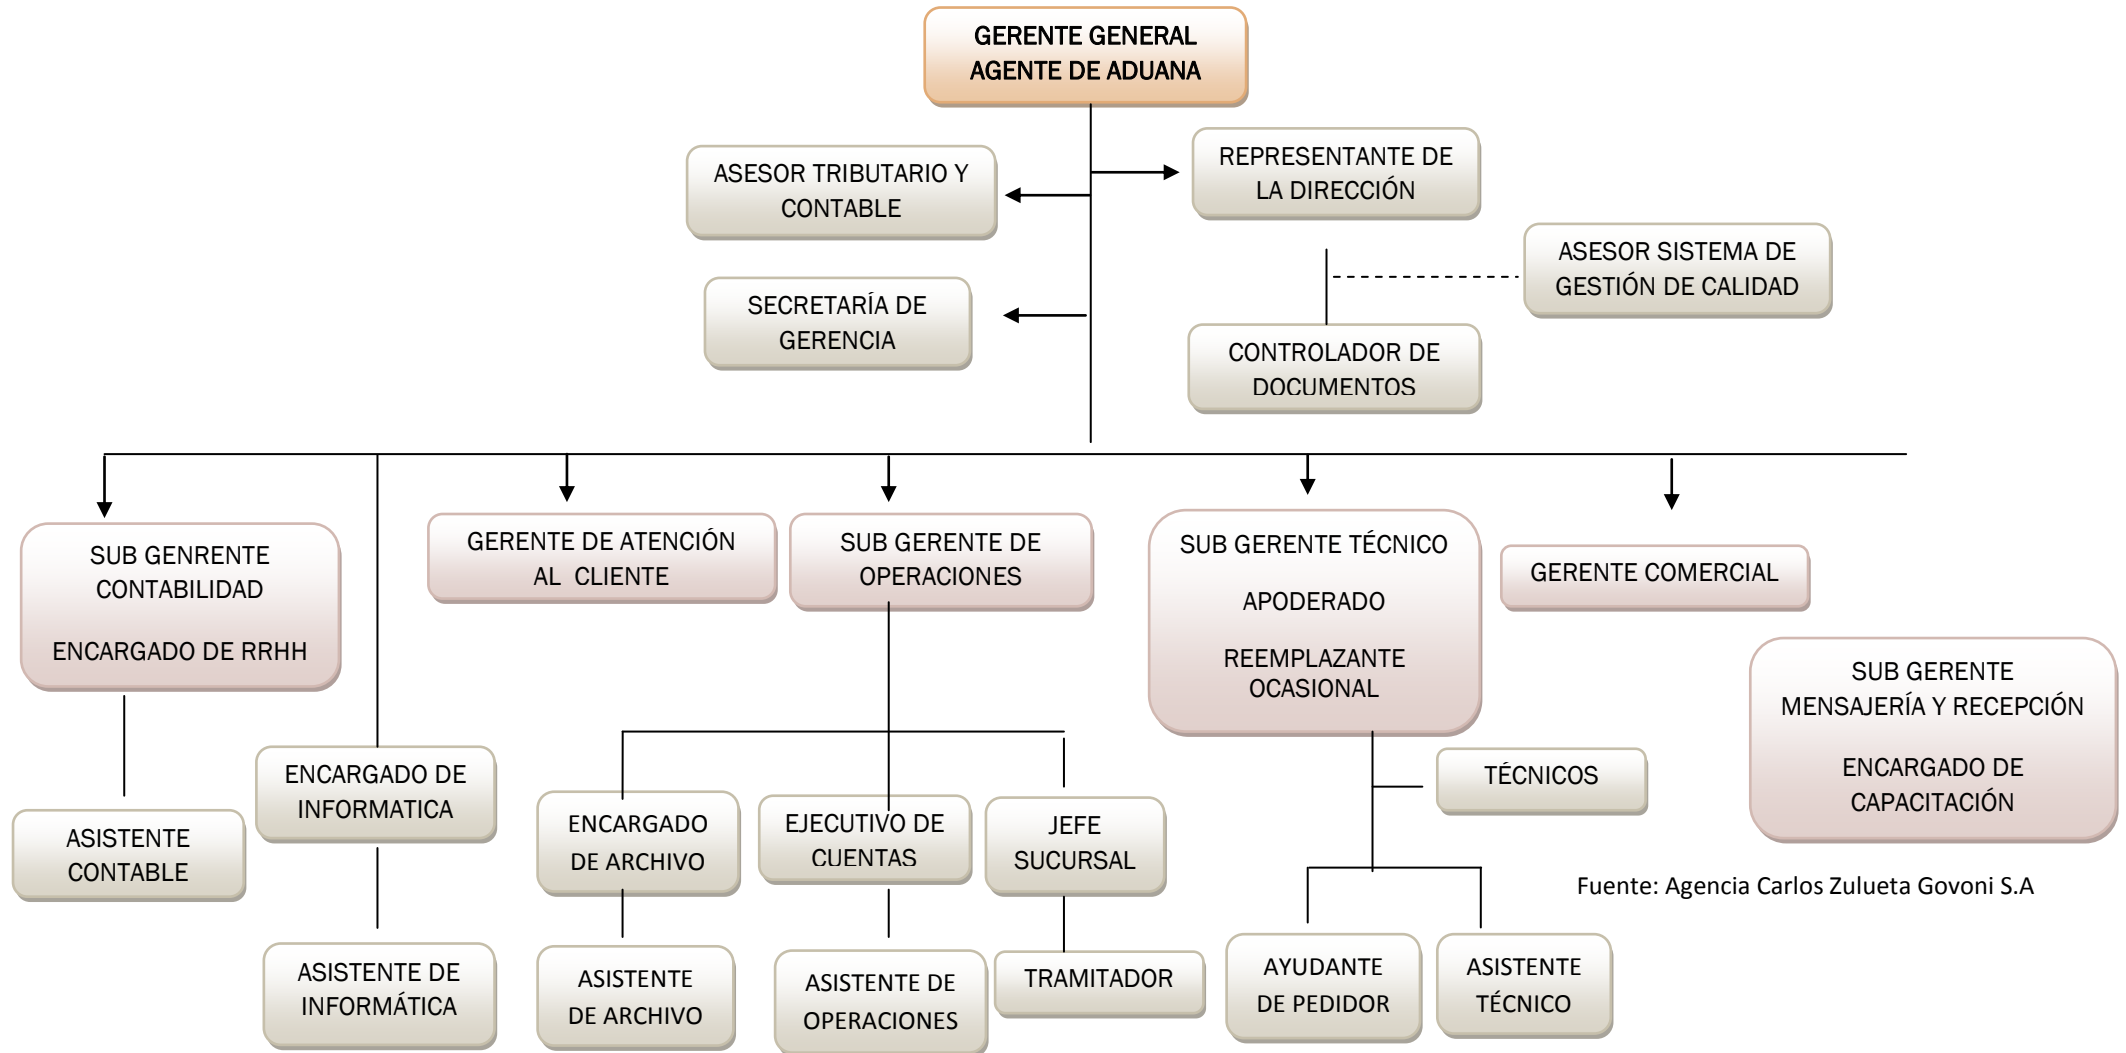 GERENTE GENERAL
AGENTE DE ADUANA
ASESOR TRIBUTARIO Y
CONTABLE
REPRESENTANTE DE
LA DIRECCIÓN
SECRETARÍA DE
GERENCIA
ASESOR SISTEMA DE
GESTIÓN DE CALIDAD
CONTROLADOR DE
DOCUMENTOS
SUB GENRENTE
CONTABILIDAD
ENCARGADO DE RRHH
GERENTE DE ATENCIÓN
AL CLIENTE
SUB GERENTE DE
OPERACIONES
SUB GERENTE TÉCNICO
APODERADO
REEMPLAZANTE
OCASIONAL
GERENTE COMERCIAL
SUB GERENTE
MENSAJERÍA Y RECEPCIÓN
ENCARGADO DE
CAPACITACIÓN
ASISTENTE
CONTABLE
ENCARGADO DE
INFORMATICA
ENCARGADO
DE ARCHIVO
EJECUTIVO DE
CUENTAS
JEFE
SUCURSAL
TÉCNICOS
Fuente: Agencia Carlos Zulueta Govoni S.A
ASISTENTE DE
INFORMÁTICA
ASISTENTE
DE ARCHIVO
ASISTENTE DE
OPERACIONES
TRAMITADOR
AYUDANTE
DE PEDIDOR
ASISTENTE
TÉCNICO